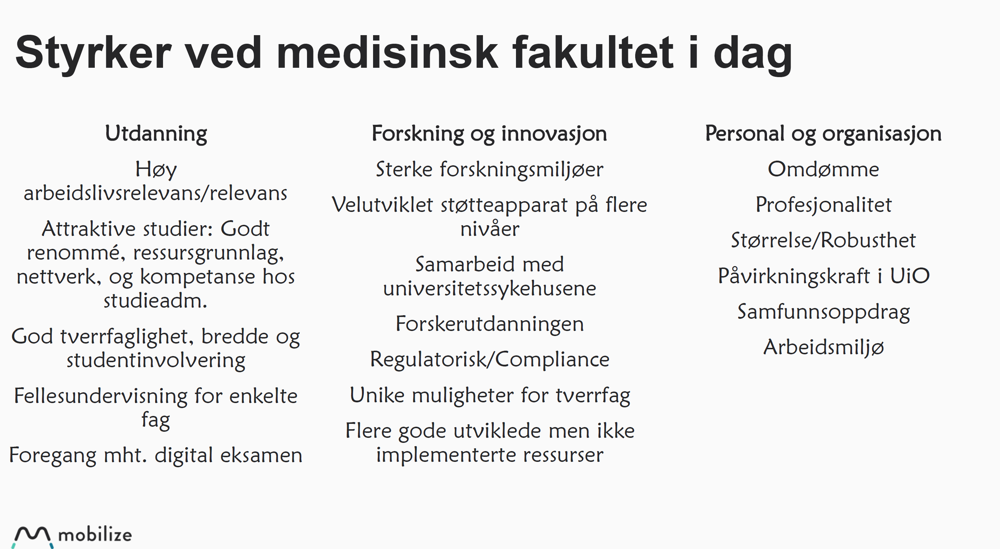 Styrker ved medisinsk fakultet i dag
Utdanning
Høy
arbeidslivsrelevans/relevans
Attraktive studier: Godt
renommé, ressursgrunnlag,
nettverk, og kompetanse hos
studieadm.
God tverrfaglighet, bredde og
studentinvolvering
Fellesundervisning for enkelte
fag
Foregang mht. digital eksamen
Forskning og innovasjon
Sterke forskningsmiljøer
Velutviklet støtteapparat på flere
nivåer
Samarbeid med
universitetssykehusene
Forskerutdanningen
Regulatorisk/Compliance
Unike muligheter for tverrfag
Flere gode utviklede men ikke
implementerte ressurser
Personal og organisasjon
Omdømme
Profesjonalitet
Størrelse/Robusthet
Påvirkningskraft i UiO
Samfunnsoppdrag
Arbeidsmiljø
mobilize